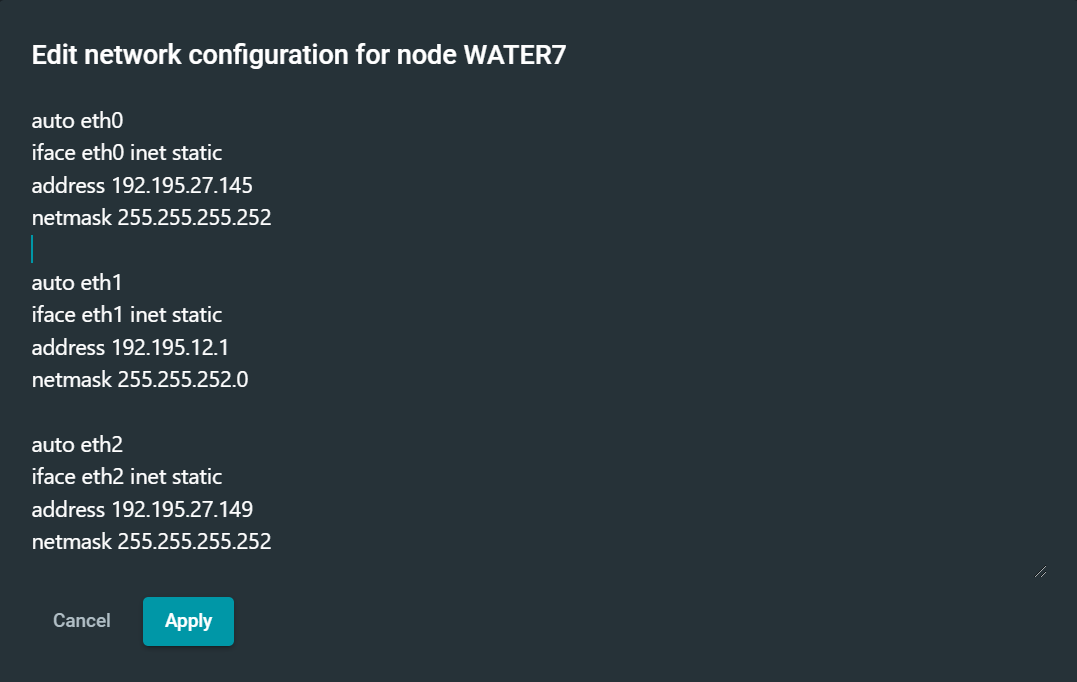 Edit network configuration for node WATER7
auto eth0
iface eth0 inet static
address 192.195.27.145
netmask 255.255.255.252
auto eth1
iface eth1 inet static
address 192.195.12.1
netmask 255.255.252.0
auto eth2
iface eth2 inet static
address 192.195.27.149
netmask 255.255.255.252
Cancel
Apply